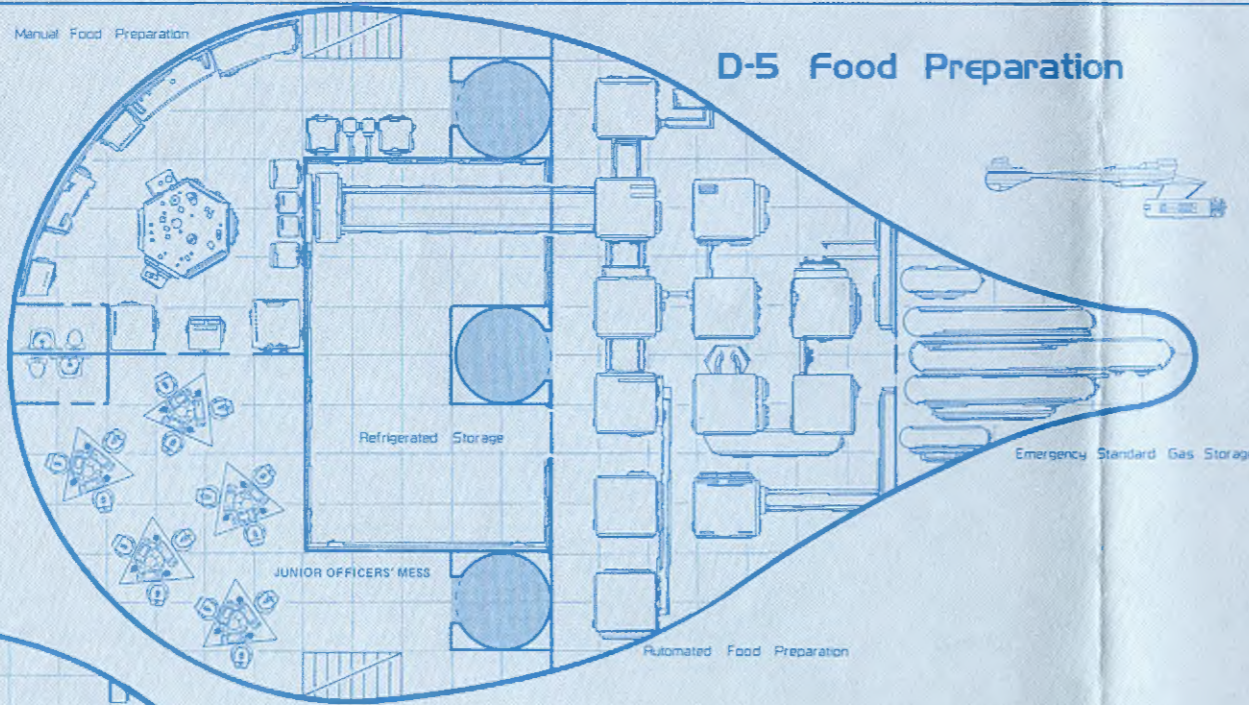 Manual Food Preparation
D-5 Food Preparation
Refrigerated Storage
Emergency Standard Gas Storage
JUNIOR OFFICERS' MESS
Automated Food Preparation